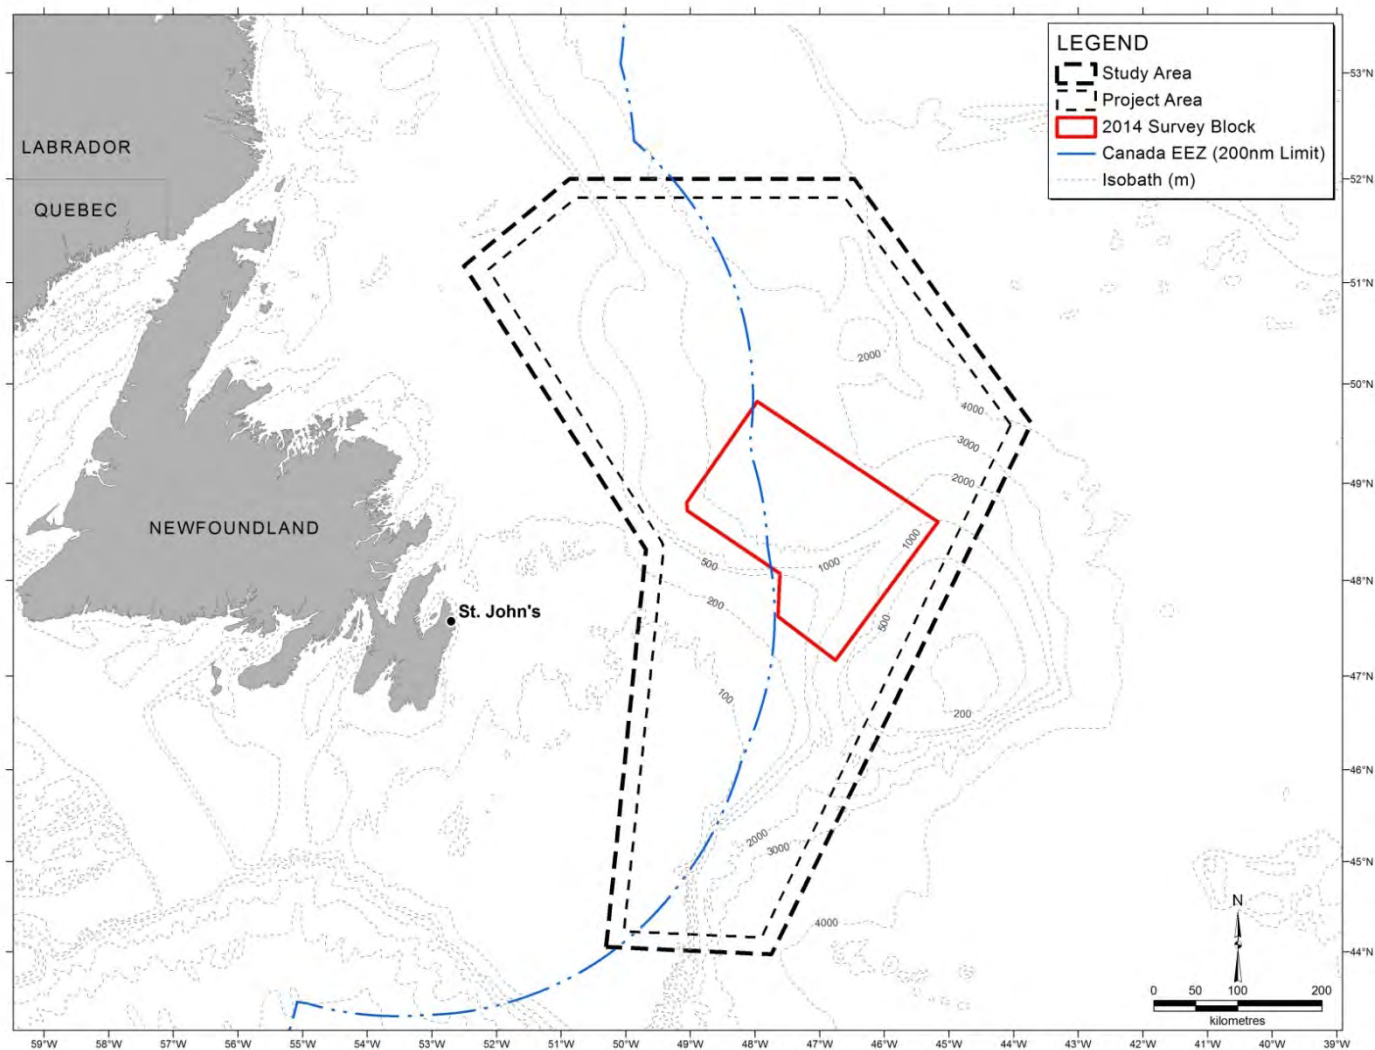 LEGEND
Study Area
Project Area
2014 Survey Block
Canada EEZ (200nm Limit)
Isobath (m)
53°N
LABRADOR
52°N
QUEBEC
51°N
2000
50°N
4000
3000
2000
49°N
NEWFOUNDLAND
1000
500
1000
48°N
200
St. John's
500
47°N
100
200
46°N
2000
3000
45°N
N
4000
44°N
0 50 100 200
kilometres
59°W 58°W 57°W 56°W 55°W 54°W 53°W 52°W 51°W 50°W 49°W 48°W 47°W 46°W 45°W 44°W 43°W 42°W 41°W 40°W 39°W